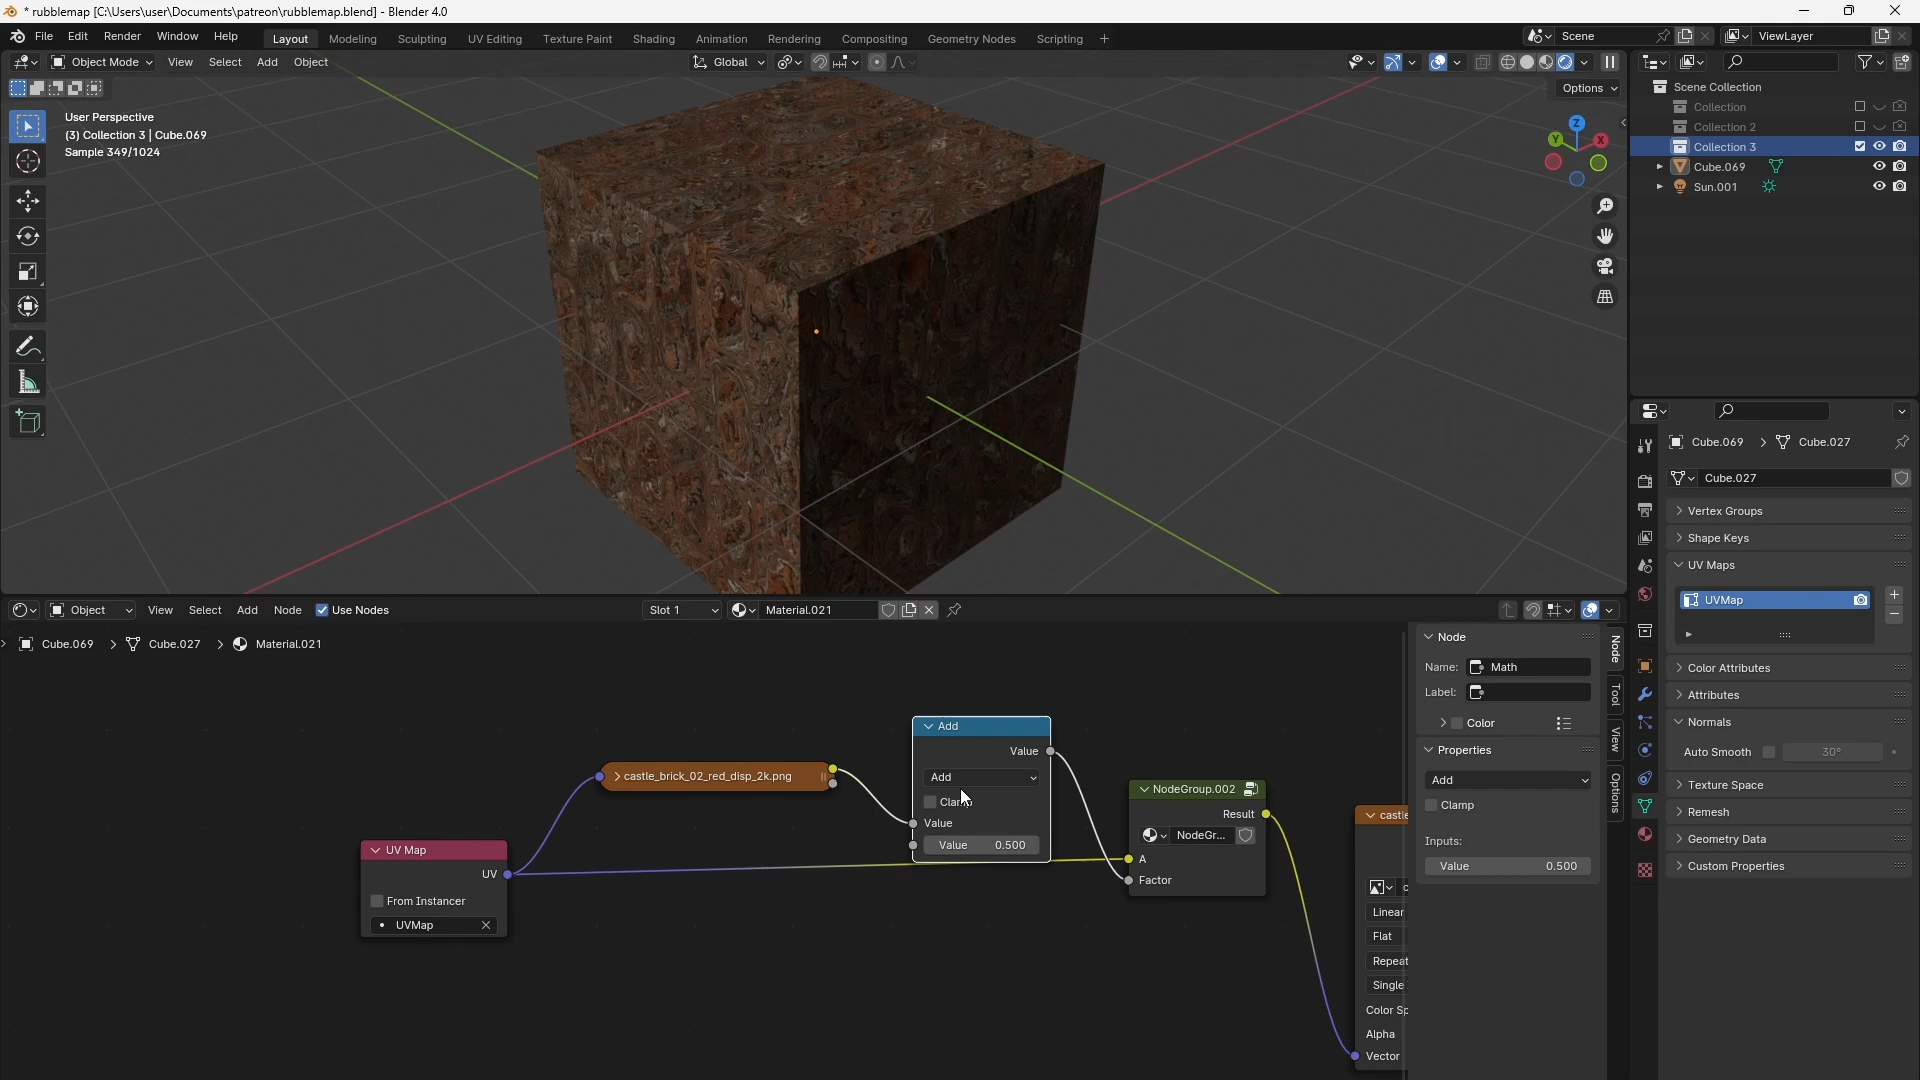 * rubblemap [C:\Users\user\Documents\patreon\rubblemap.blend] - Blender 4.0
File Edit Render Window Help Layout Modeling Sculpting UV Editing Texture Paint Shading Animation Rendering Compositing Geometry Nodes Scripting + Scene ViewLayer
Object Mode View Select Add Object Global
Options
User Perspective
(3) Collection 3 | Cube.069
Sample 349/1024
Z
Y
X
Scene Collection
Collection
Collection 2
Collection 3
Cube.069
Sun.001
Cube.069 > Cube.027
Cube.027
Vertex Groups
Shape Keys
UV Maps
UVMap
Color Attributes
Attributes
Normals
Auto Smooth 30°
Texture Space
Remesh
Geometry Data
Custom Properties
Object View Select Add Node Use Nodes Slot 1 Material.021
Cube.069 > Cube.027 > Material.021
UV Map
UV
From Instancer
UVMap
castle_brick_02_red_disp_2k.png
Add
Value
Add
Value
Value 0.500
NodeGroup.002
Result
NodeGr...
A
Factor
castle
Linear
Flat
Repeat
Single
Color Sp
Alpha
Vector
Node
Name: Math
Label:
Color
Properties
Add
Clamp
Inputs:
Value 0.500
Node
Tool
View
Options